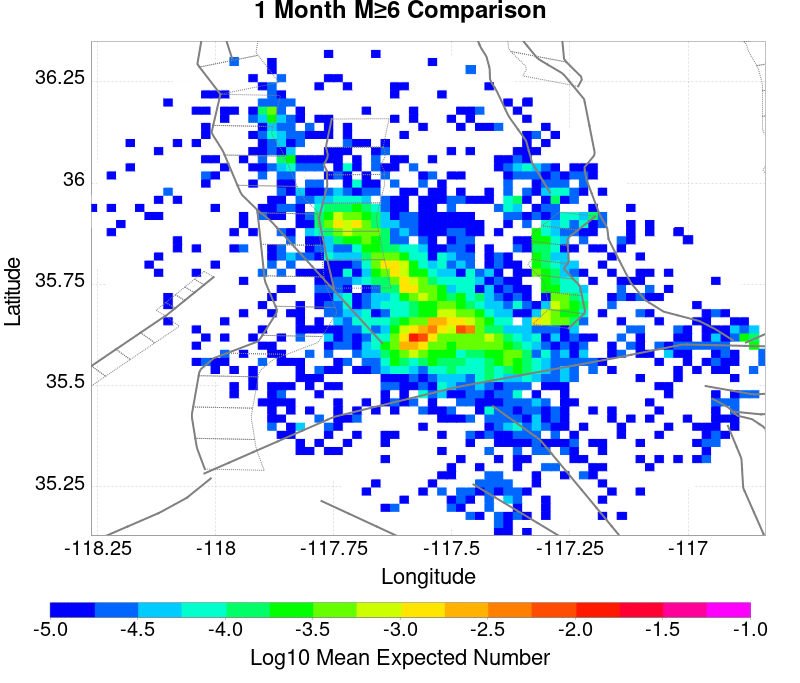 1 Month M≥6 Comparison
36.25
36
35.75
35.5
35.25
Latitude
-118.25 -118 -117.75 -117.5 -117.25 -117
Longitude
-5.0 -4.5 -4.0 -3.5 -3.0 -2.5 -2.0 -1.5 -1.0
Log10 Mean Expected Number